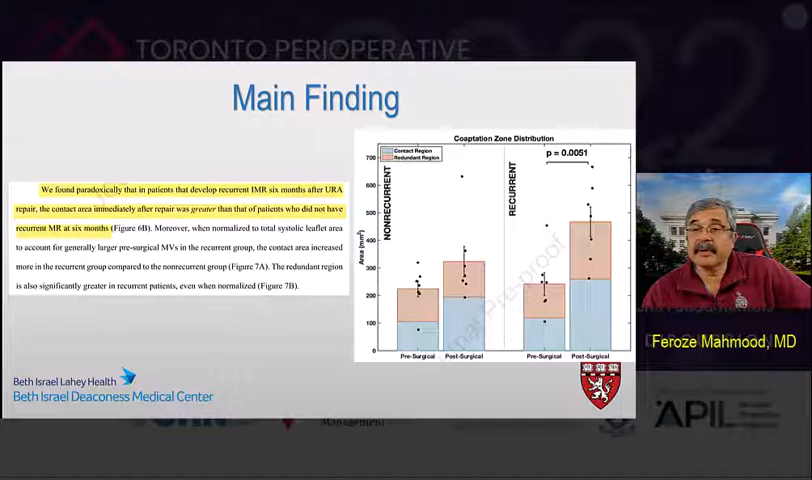 TORONTO PERIOPERATIVE
Main Finding
We found paradoxically that in patients that develop recurrent IMR six months after URA
repair, the contact area immediately after repair was greater than that of patients who did not have
recurrent MR at six months (Figure 6B). Moreover, when normalized to total systolic leaflet area
to account for generally larger pre-surgical MVs in the recurrent group, the contact area increased
more in the recurrent group compared to the nonrecurrent group (Figure 7A). The redundant region
is also significantly greater in recurrent patients, even when normalized (Figure 7B).
Coaptation Zone Distribution
Contact Region
Redundant Region
p = 0.0051
NONRECURRENT
RECURRENT
Area (mm²)
700
600
500
400
300
200
100
0
Pre-Surgical Post-Surgical Pre-Surgical Post-Surgical
Journal Pre-proof
Feroze Mahmood, MD
Beth Israel Lahey Health
Beth Israel Deaconess Medical Center
Management
APIL